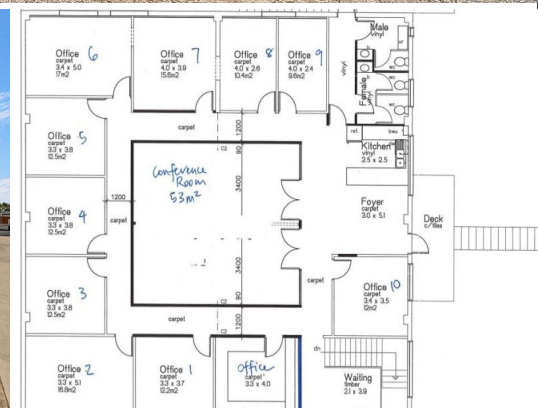 Office 6
carpet
3.4 x 5.0
17m2
Office 7
carpet
4.0 x 3.9
15.6m2
Office 8
carpet
4.0 x 2.6
10.4m2
Office 9
carpet
4.0 x 2.4
9.6m2
Male
vinyl
wc
vinyl
Female
vinyl
wc
wc
carpet
1200
90
ref.
Kitchen
vinyl
2.5 x 2.5
Office 5
carpet
3.3 x 3.8
12.5m2
Conference
Room
53m2
3400
1200
carpet
Office 4
carpet
3.3 x 3.8
12.5m2
Foyer
carpet
3.0 x 5.1
Deck
c/tiles
3400
Office 3
carpet
3.3 x 3.8
12.5m2
carpet
Office 10
carpet
3.4 x 3.5
12m2
90
1200
carpet
Office 2
carpet
3.3 x 5.1
16.8m2
Office 1
carpet
3.3 x 3.7
12.2m2
office
carpet
3.3 x 4.0
dn
Waiting
timber
2.1 x 3.9